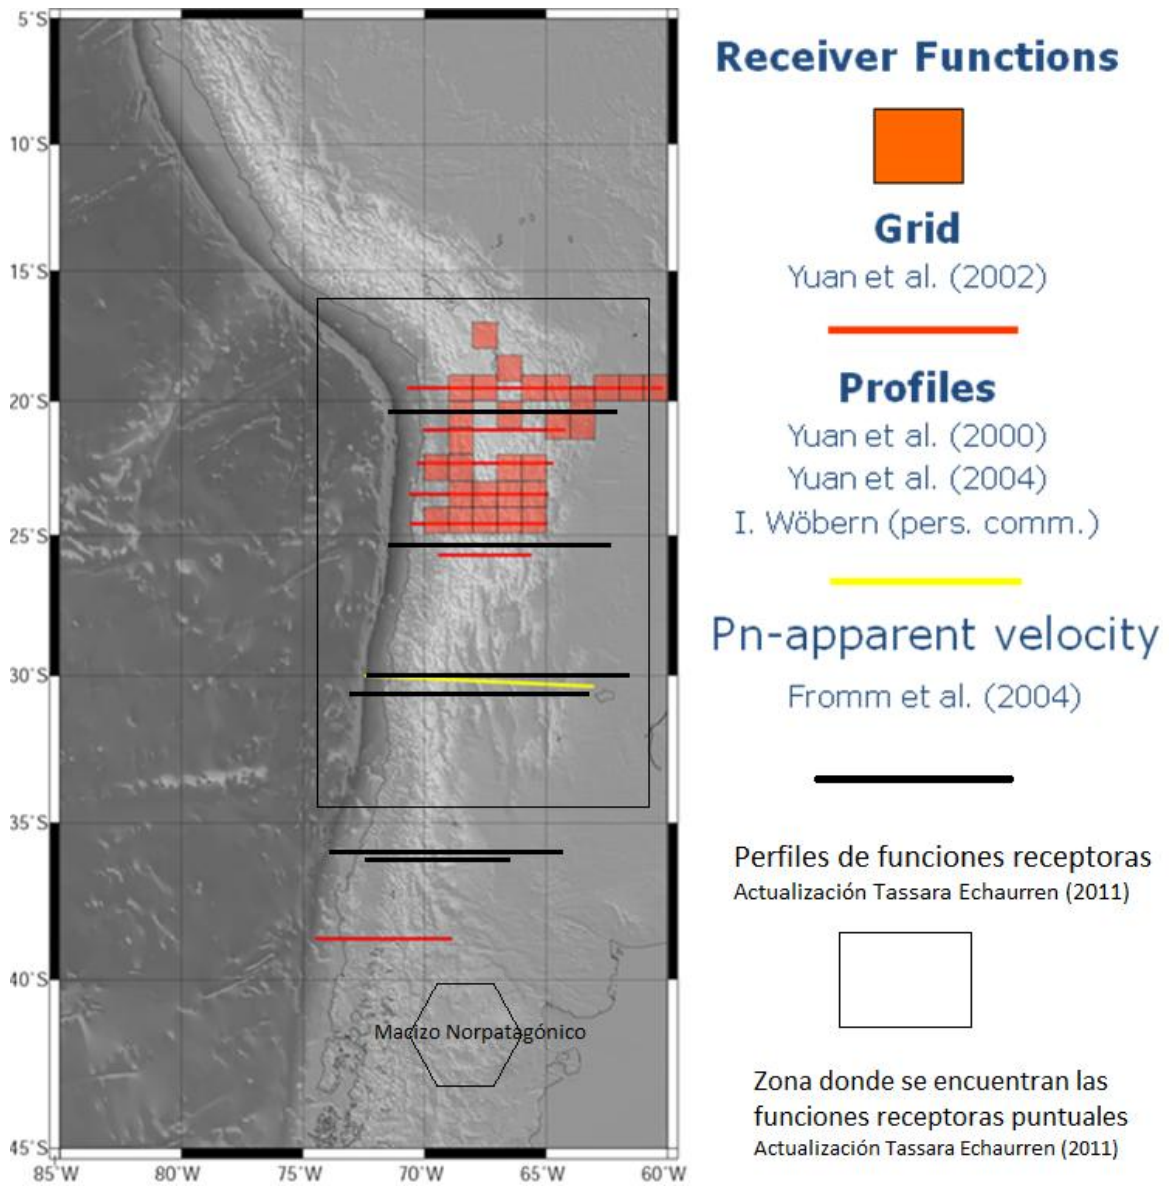 5°S
10°S
15°S
20°S
25°S
30°S
35°S
40°S
45°S
85°W
80°W
75°W
70°W
65°W
60°W
Macizo Norpatagónico
Receiver Functions
Grid
Yuan et al. (2002)
Profiles
Yuan et al. (2000)
Yuan et al. (2004)
I. Wöbern (pers. comm.)
Pn-apparent velocity
Fromm et al. (2004)
Perfiles de funciones receptoras
Actualización Tassara Echaurren (2011)
Zona donde se encuentran las
funciones receptoras puntuales
Actualización Tassara Echaurren (2011)